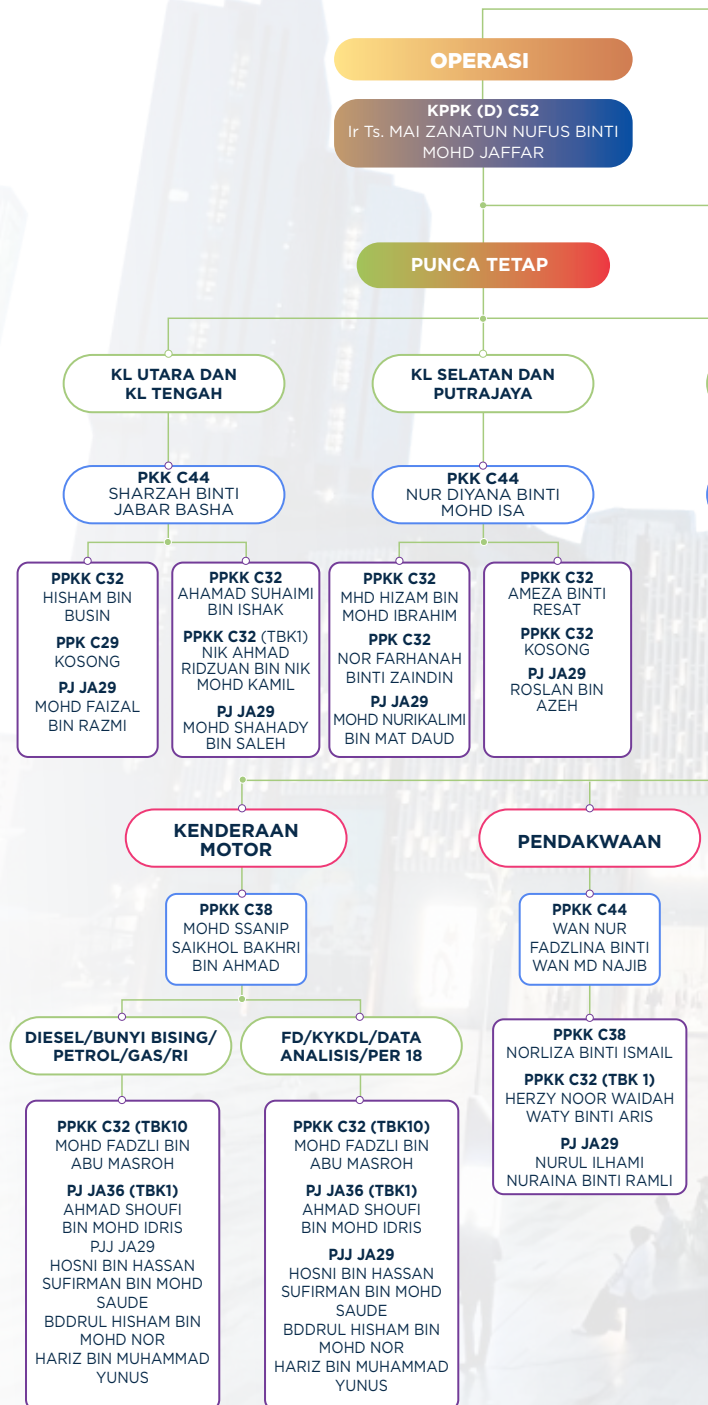 OPERASI
KPPK (D) C52
Ir Ts. MAI ZANATUN NUFUS BINTI
MOHD JAFFAR
PUNCA TETAP
KL UTARA DAN
KL TENGAH
KL SELATAN DAN
PUTRAJAYA
PKK C44
SHARZAH BINTI
JABAR BASHA
PKK C44
NUR DIYANA BINTI
MOHD ISA
PPKK C32
HISHAM BIN
BUSIN
PPK C29
KOSONG
PJ JA29
MOHD FAIZAL
BIN RAZMI
PPKK C32
AHAMAD SUHAIMI
BIN ISHAK
PPKK C32 (TBK1)
NIK AHMAD
RIDZUAN BIN NIK
MOHD KAMIL
PJ JA29
MOHD SHAHADY
BIN SALEH
PPKK C32
MHD HIZAM BIN
MOHD IBRAHIM
PPK C32
NOR FARHANAH
BINTI ZAINDIN
PJ JA29
MOHD NURIKALIMI
BIN MAT DAUD
PPKK C32
AMEZA BINTI
RESAT
PPKK C32
KOSONG
PJ JA29
ROSLAN BIN
AZEH
KENDERAAN
MOTOR
PENDAKWAAN
PPKK C38
MOHD SSANIP
SAIKHOL BAKHRI
BIN AHMAD
PPKK C44
WAN NUR
FADZLINA BINTI
WAN MD NAJIB
DIESEL/BUNYI BISING/
PETROL/GAS/RI
FD/KYKDL/DATA
ANALISIS/PER 18
PPKK C38
NORLIZA BINTI ISMAIL
PPKK C32 (TBK 1)
HERZY NOOR WAIDAH
WATY BINTI ARIS
PJ JA29
NURUL ILHAMI
NURAINA BINTI RAMLI
PPKK C32 (TBK10
MOHD FADZLI BIN
ABU MASROH
PJ JA36 (TBK1)
AHMAD SHOUFI
BIN MOHD IDRIS
PJJ JA29
HOSNI BIN HASSAN
SUFIRMAN BIN MOHD
SAUDE
BDDRUL HISHAM BIN
MOHD NOR
HARIZ BIN MUHAMMAD
YUNUS
PPKK C32 (TBK10)
MOHD FADZLI BIN
ABU MASROH
PJ JA36 (TBK1)
AHMAD SHOUFI
BIN MOHD IDRIS
PJJ JA29
HOSNI BIN HASSAN
SUFIRMAN BIN MOHD
SAUDE
BDDRUL HISHAM BIN
MOHD NOR
HARIZ BIN MUHAMMAD
YUNUS